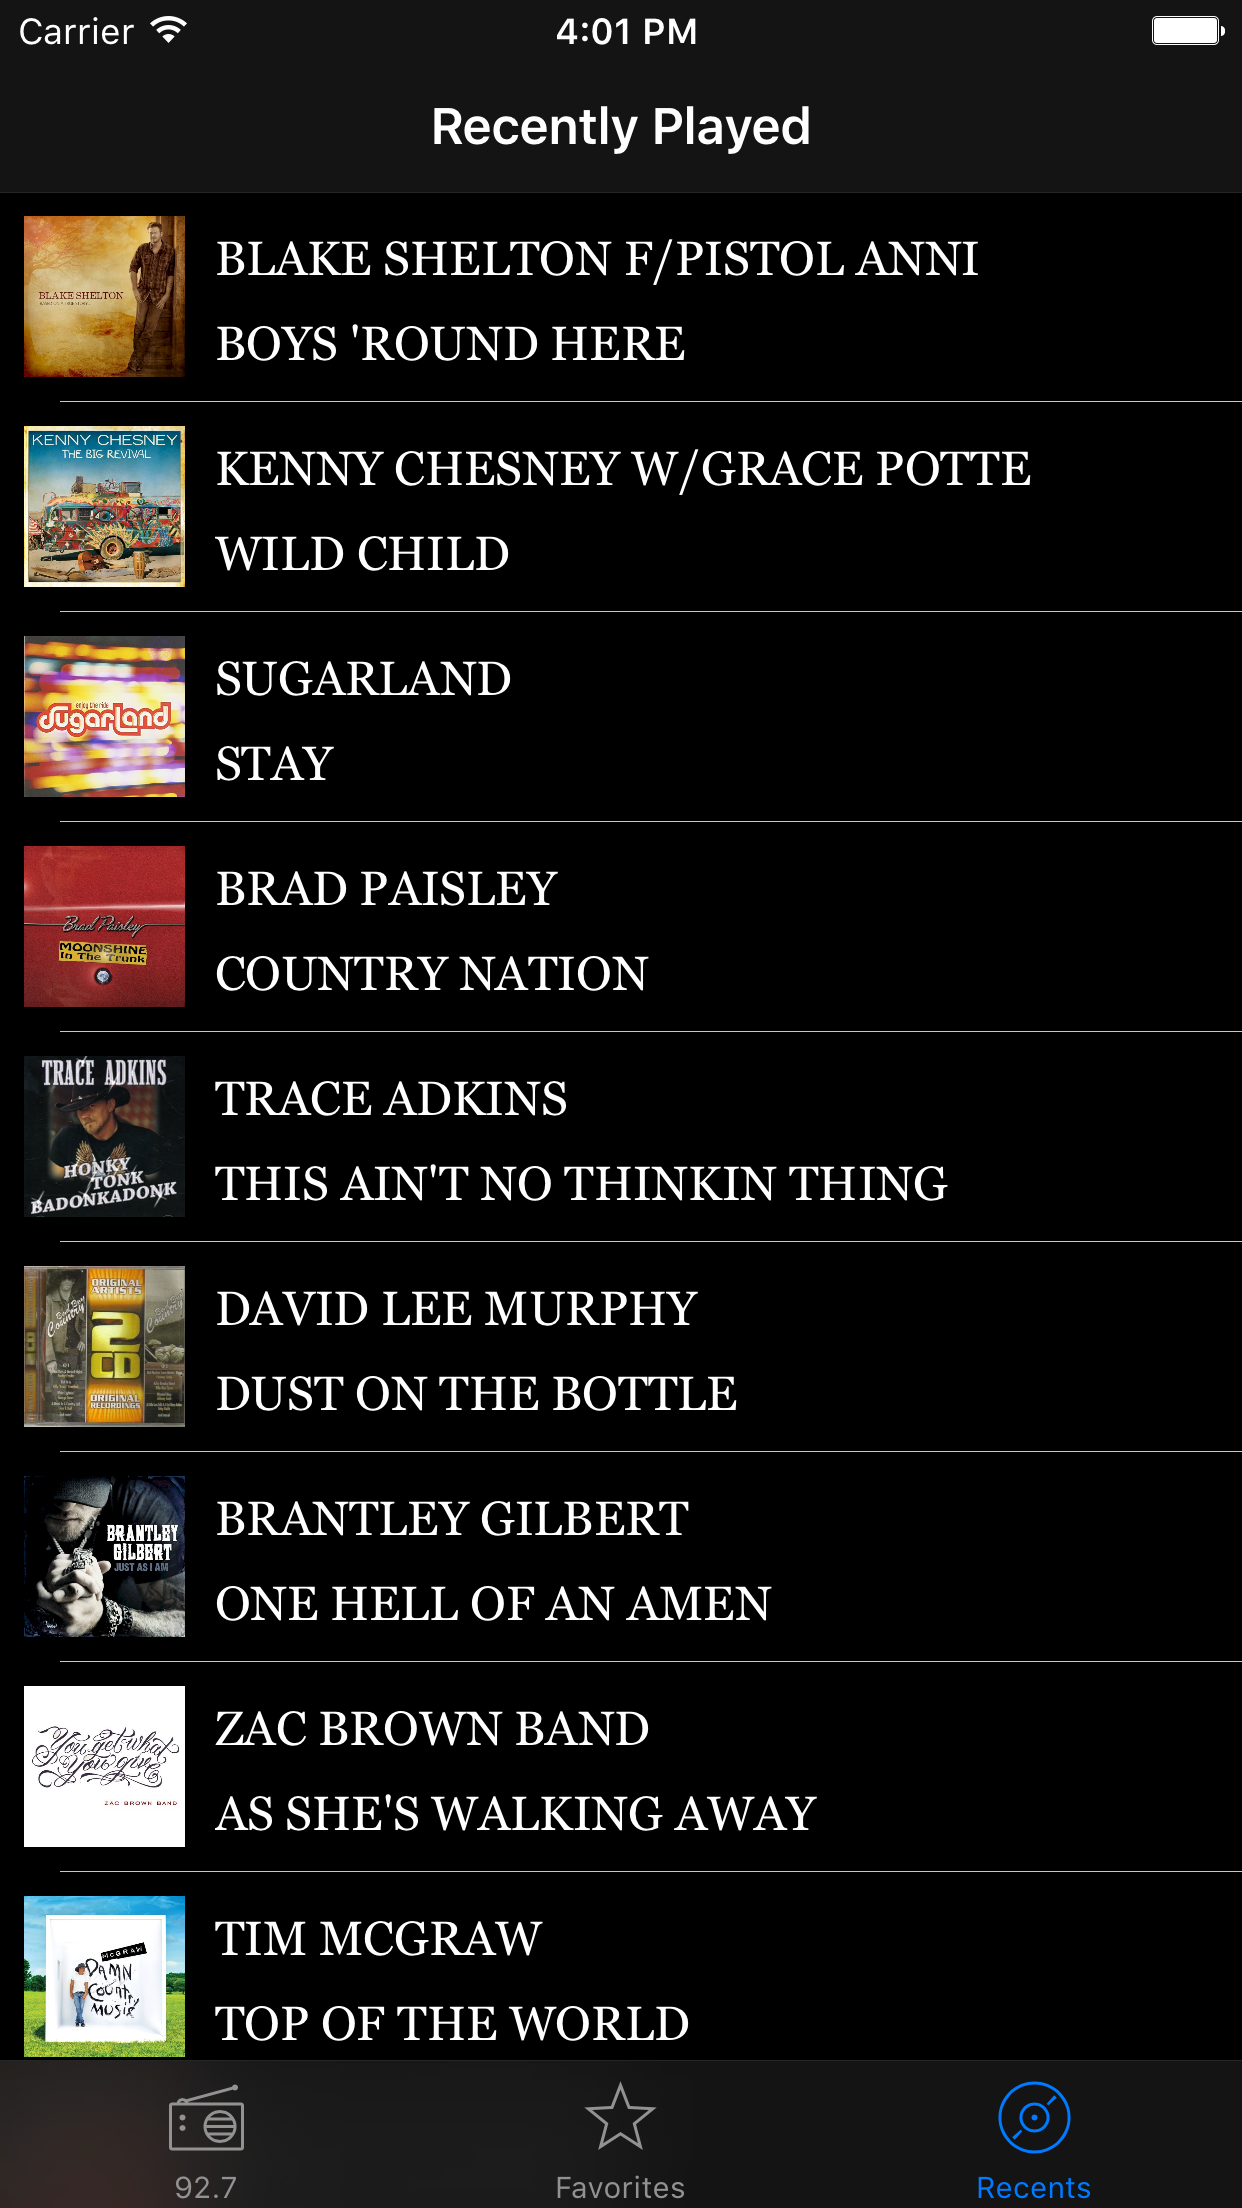 Carrier 4:01 PM
Recently Played
BLAKE SHELTON
BLAKE SHELTON F/PISTOL ANNI
BOYS 'ROUND HERE
KENNY CHESNEY
THE BIG REVIVAL
KENNY CHESNEY W/GRACE POTTE
WILD CHILD
enjoy the ride
Sugarland
SUGARLAND
STAY
Brad Paisley
MOONSHINE
In The Trunk
BRAD PAISLEY
COUNTRY NATION
TRACE ADKINS
HONKY
TONK
BADONKADONK
TRACE ADKINS
THIS AIN'T NO THINKIN THING
ORIGINAL
ARTISTS
2
CD
ORIGINAL
RECORDINGS
DAVID LEE MURPHY
DUST ON THE BOTTLE
BRANTLEY
GILBERT
JUST AS I AM
BRANTLEY GILBERT
ONE HELL OF AN AMEN
You get what
You give
ZAC BROWN BAND
ZAC BROWN BAND
AS SHE'S WALKING AWAY
McGRAW
DAMN
COUNTRY
MUSIC
TIM MCGRAW
TOP OF THE WORLD
92.7
Favorites
Recents